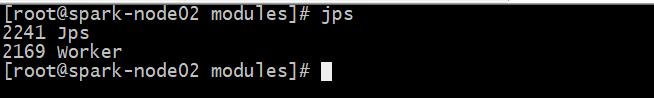 [root@spark-node02 modules]# jps
2241 Jps
2169 Worker
[root@spark-node02 modules]#